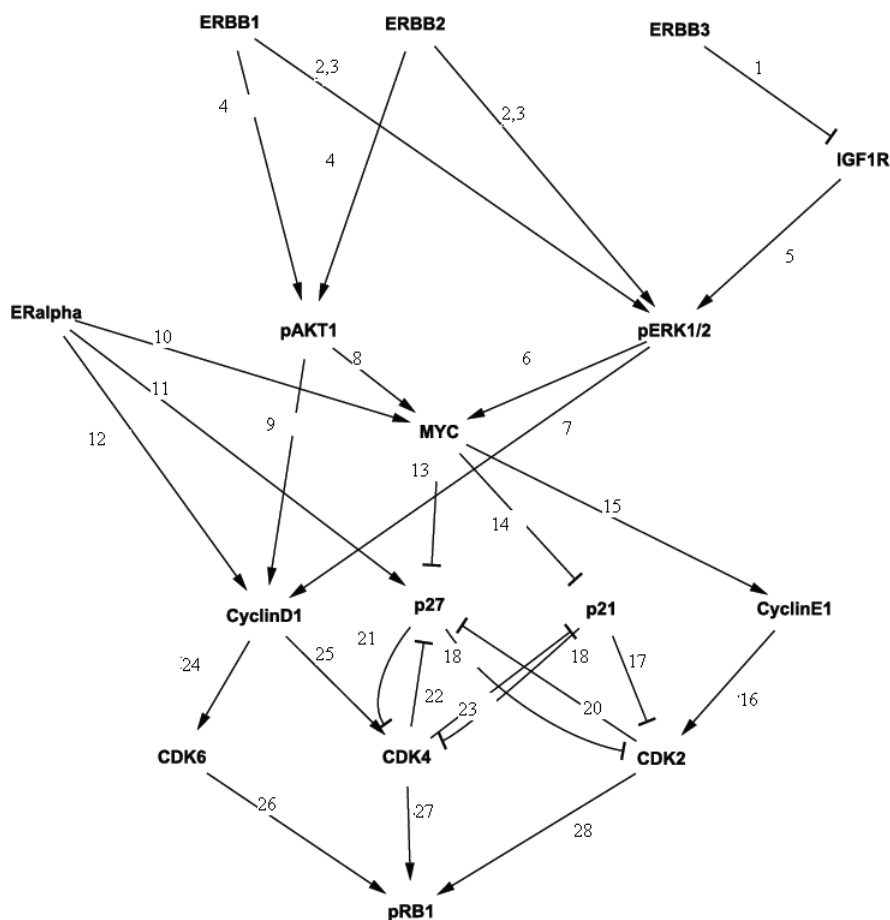 ERBB1
ERBB2
ERBB3
2,3
1
4
2,3
4
IGF1R
5
ERalpha
pAKT1
pERK1/2
10
8
6
11
9
12
MYC
7
13
14
15
CyclinD1
p27
p21
CyclinE1
24
25
21
18
18
17
22
23
20
16
CDK6
CDK4
CDK2
26
27
28
pRB1